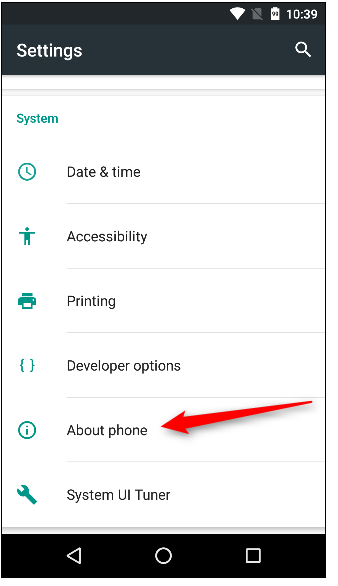 10:39
Settings
System
Date & time
Accessibility
Printing
{ } Developer options
About phone
System UI Tuner